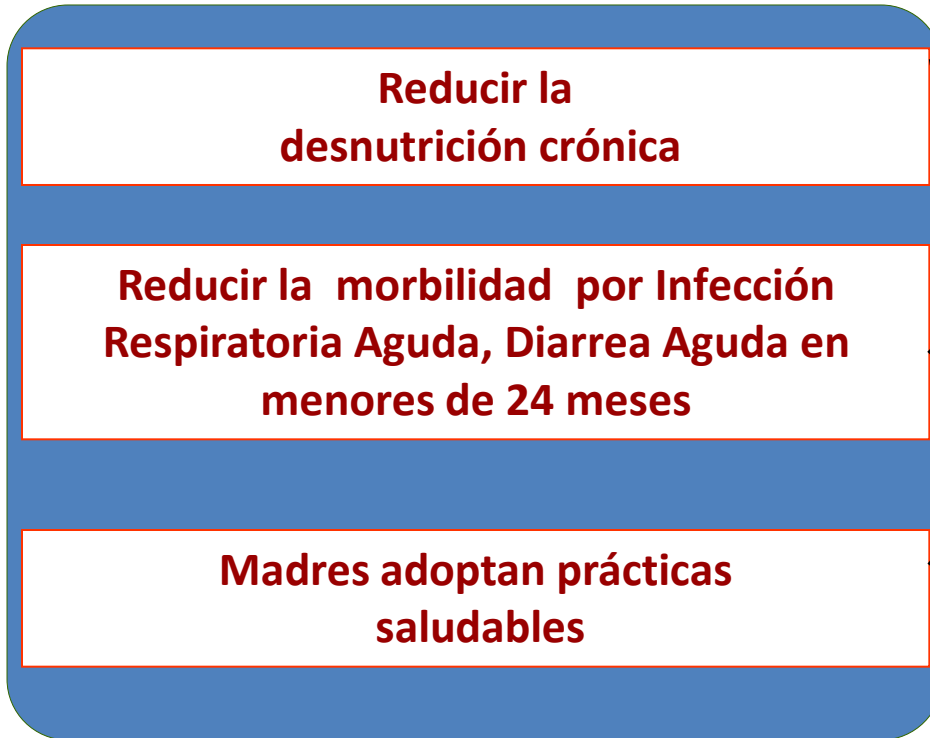 Reducir la
desnutrición crónica
Reducir la morbilidad por Infección
Respiratoria Aguda, Diarrea Aguda en
menores de 24 meses
Madres adoptan prácticas
saludables